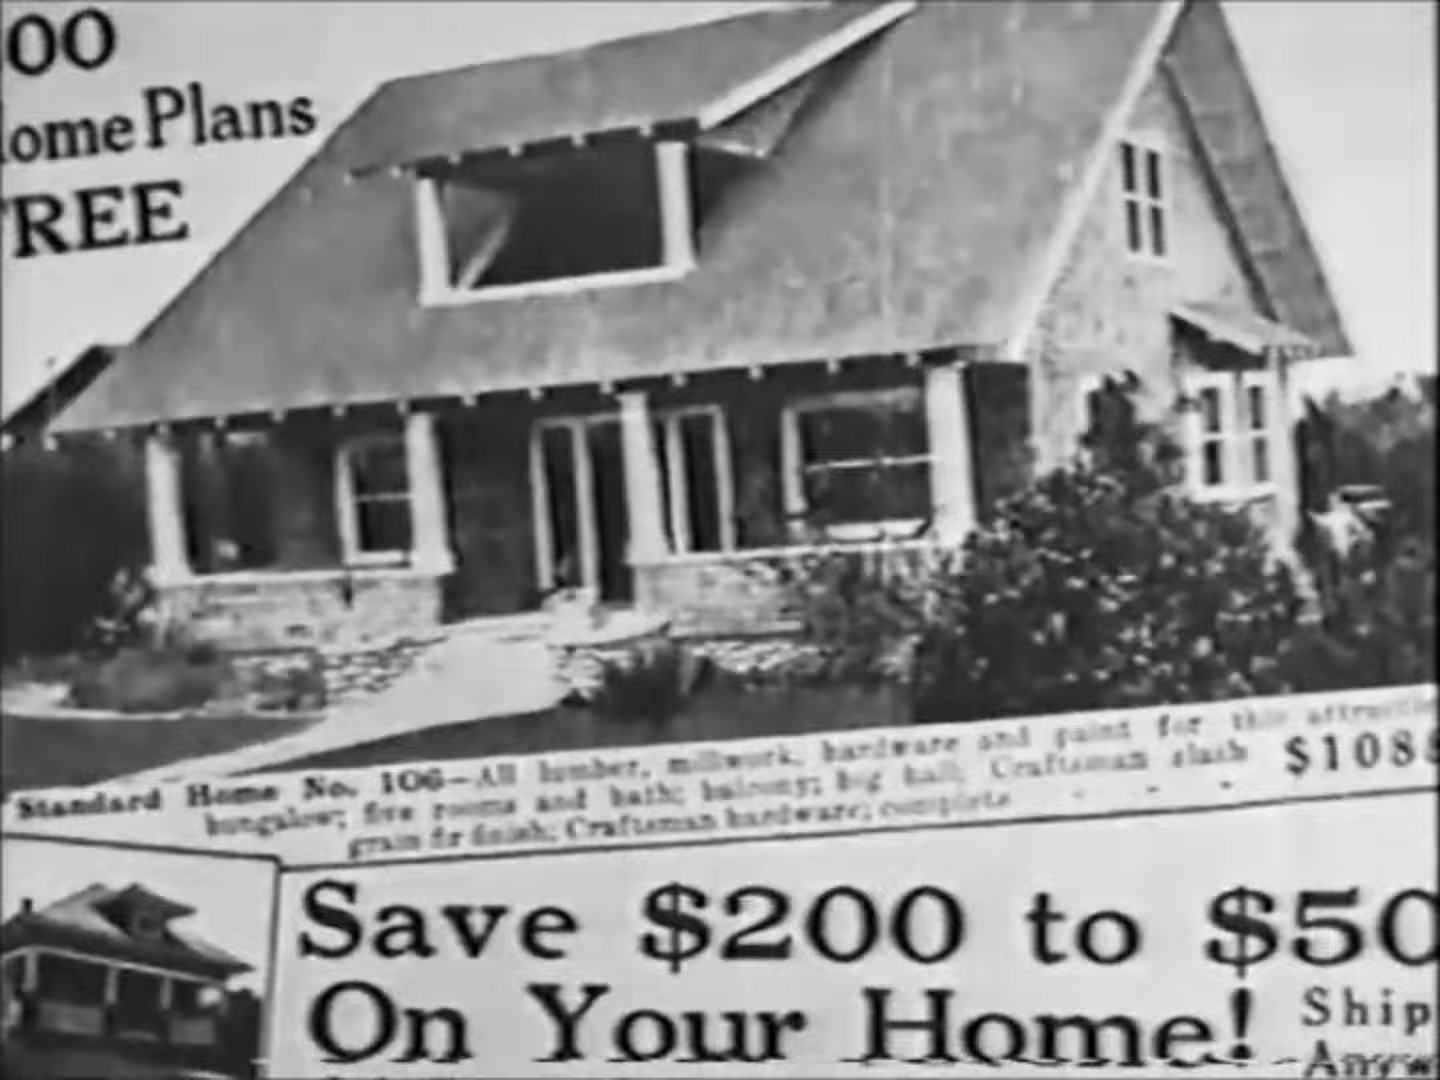 00
ome Plans
REE
Standard Home No. 106—All lumber, millwork, hardware and paint for this attracti
bungalow; five rooms and bath; balcony; big hall, Craftsman slash $108
grain fir finish; Craftsman hardware; complete
Save $200 to $50
On Your Home!
Ship
Anyw